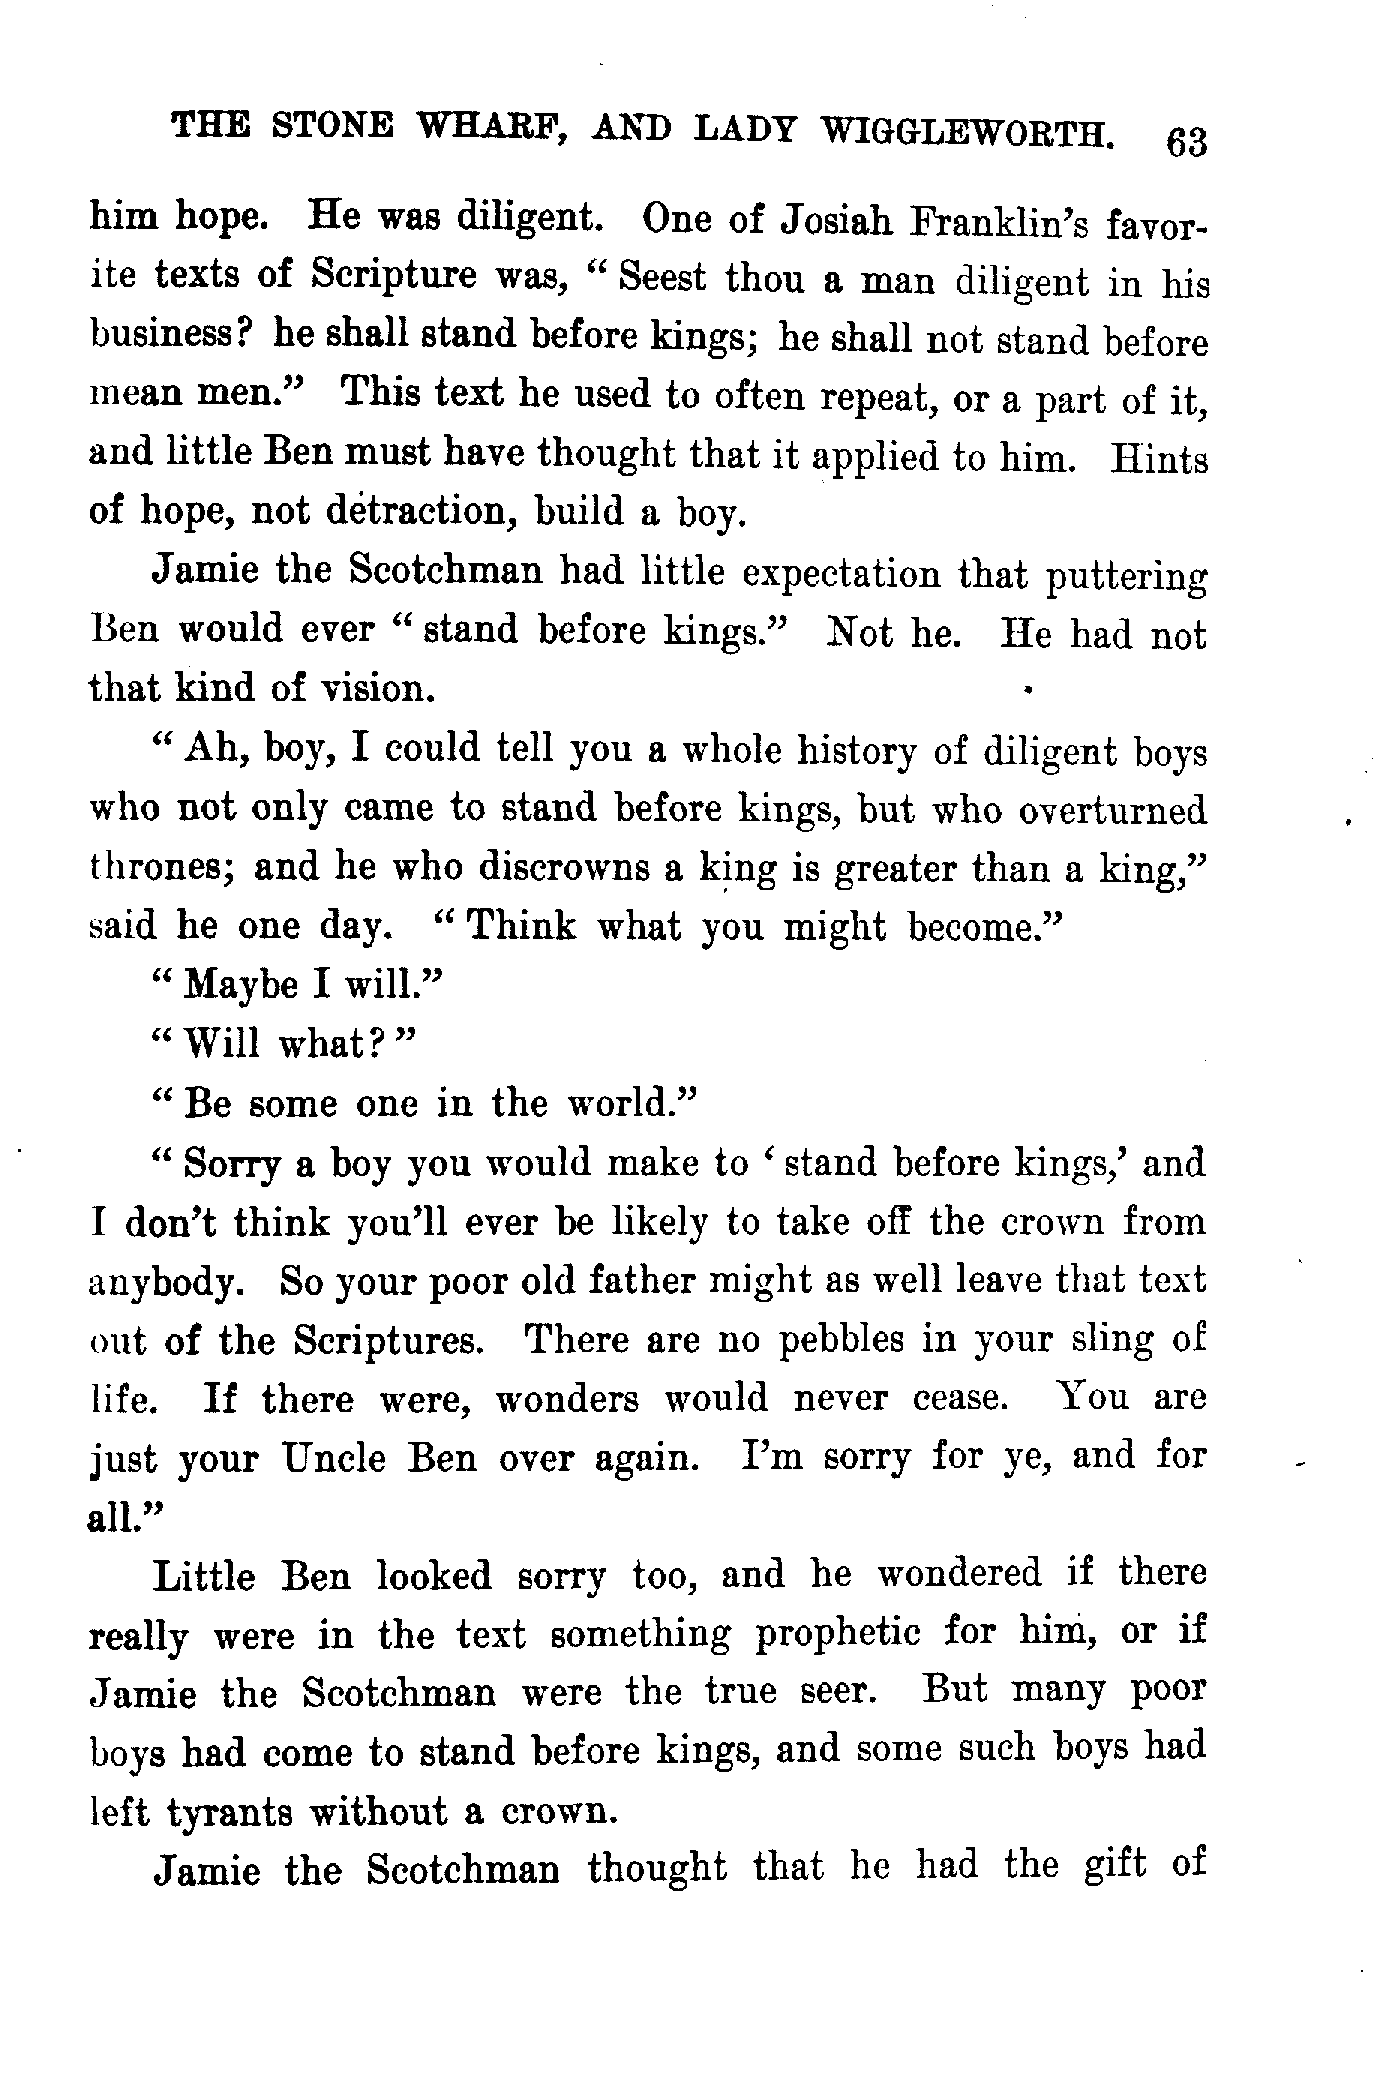 THE STONE WHARF, AND LADY WIGGLEWORTH. 63
him hope. He was diligent. One of Josiah Franklin's favor-
ite texts of Scripture was, "Seest thou a man diligent in his
business? he shall stand before kings; he shall not stand before
mean men." This text he used to often repeat, or a part of it,
and little Ben must have thought that it applied to him. Hints
of hope, not detraction, build a boy.
Jamie the Scotchman had little expectation that puttering
Ben would ever "stand before kings." Not he. He had not
that kind of vision.
"Ah, boy, I could tell you a whole history of diligent boys
who not only came to stand before kings, but who overturned
thrones; and he who discrowns a king is greater than a king,"
said he one day. "Think what you might become."
"Maybe I will."
"Will what?"
"Be some one in the world."
"Sorry a boy you would make to 'stand before kings,' and
I don't think you'll ever be likely to take off the crown from
anybody. So your poor old father might as well leave that text
out of the Scriptures. There are no pebbles in your sling of
life. If there were, wonders would never cease. You are
just your Uncle Ben over again. I'm sorry for ye, and for
all."
Little Ben looked sorry too, and he wondered if there
really were in the text something prophetic for him, or if
Jamie the Scotchman were the true seer. But many poor
boys had come to stand before kings, and some such boys had
left tyrants without a crown.
Jamie the Scotchman thought that he had the gift of